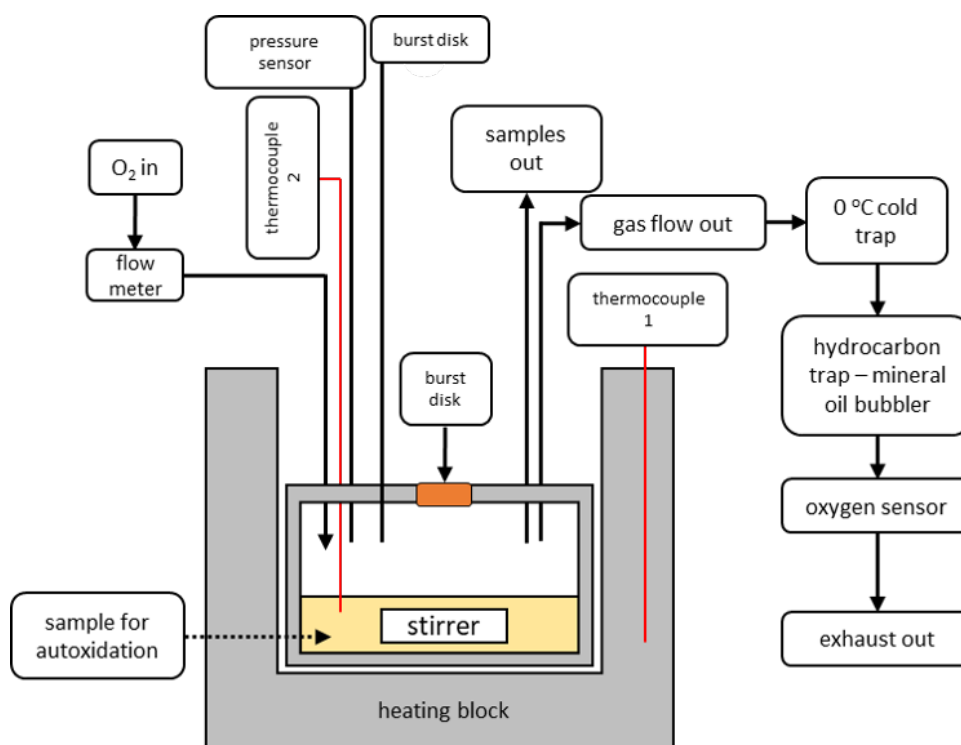 pressure
sensor
burst disk
thermocouple
2
samples
out
O₂ in
gas flow out
0 °C cold
trap
flow
meter
thermocouple
1
hydrocarbon
trap – mineral
oil bubbler
burst
disk
oxygen sensor
sample for
autoxidation
stirrer
exhaust out
heating block